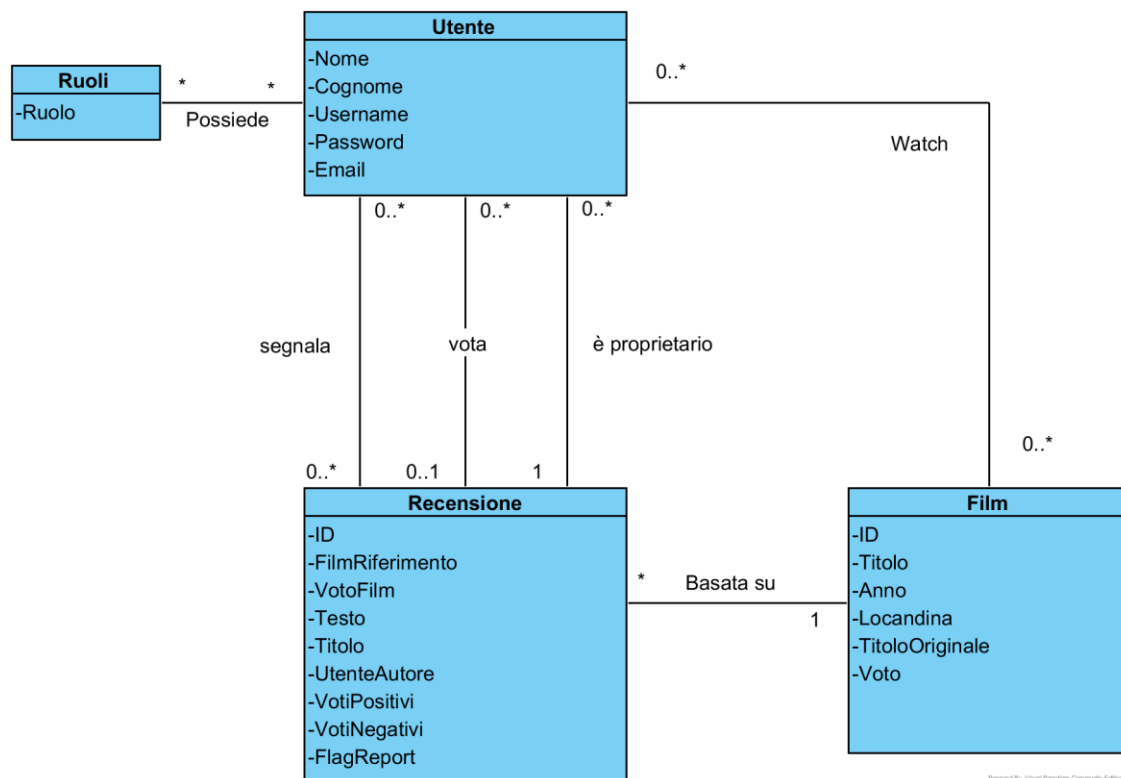 Utente
-Nome
-Cognome
-Username
-Password
-Email
Ruoli
-Ruolo
*
*
Possiede
0..*
Watch
0..*
0..*
0..*
0..*
segnala
vota
è proprietario
0..*
0..1
1
Recensione
-ID
-FilmRiferimento
-VotoFilm
-Testo
-Titolo
-UtenteAutore
-VotiPositivi
-VotiNegativi
-FlagReport
*
Basata su
1
Film
-ID
-Titolo
-Anno
-Locandina
-TitoloOriginale
-Voto